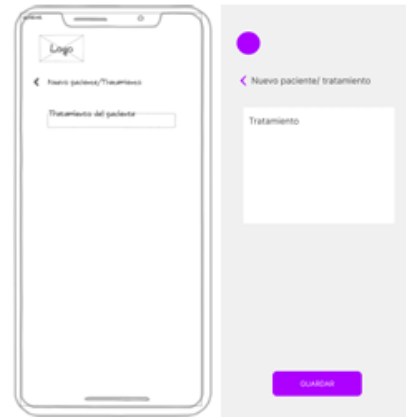 Logo
Nuevo paciente/Tratamiento
Tratamiento del paciente
Nuevo paciente/ tratamiento
Tratamiento
GUARDAR